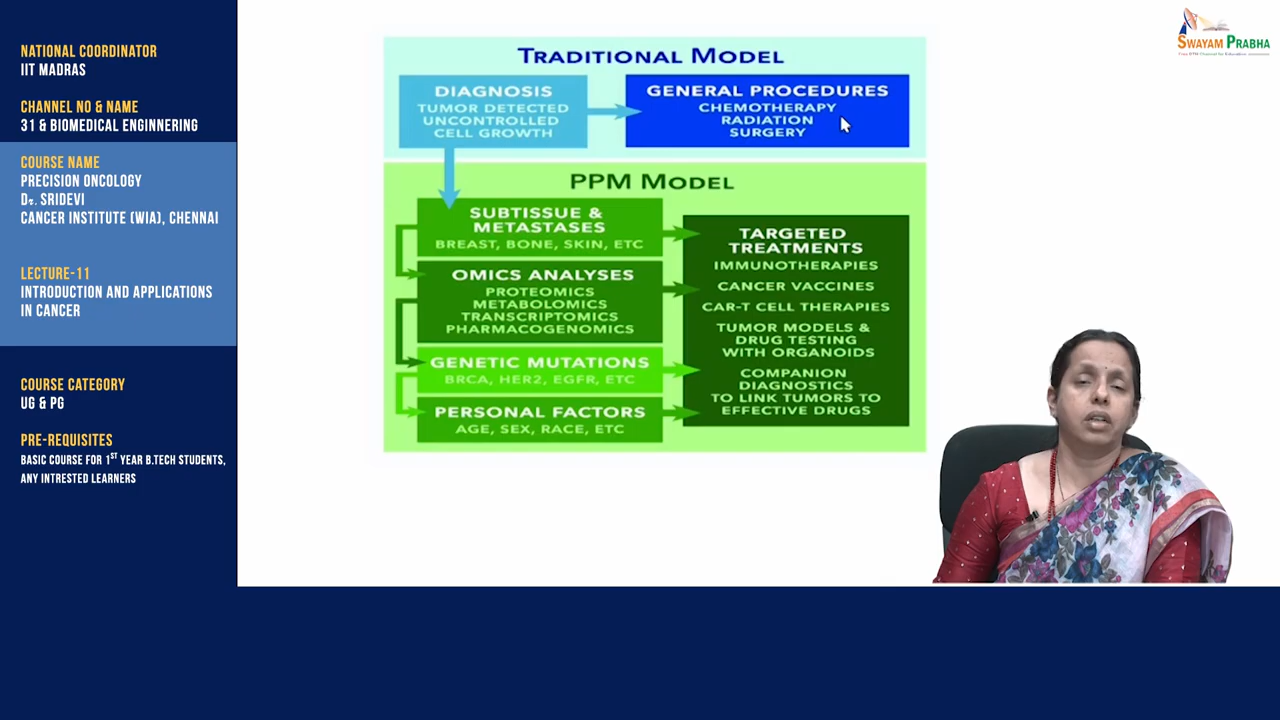 NATIONAL COORDINATOR
IIT MADRAS
CHANNEL NO & NAME
31 & BIOMEDICAL ENGINNERING
COURSE NAME
PRECISION ONCOLOGY
Dr. SRIDEVI
CANCER INSTITUTE (WIA), CHENNAI
LECTURE-11
INTRODUCTION AND APPLICATIONS
IN CANCER
COURSE CATEGORY
UG & PG
PRE-REQUISITES
BASIC COURSE FOR 1ST YEAR B.TECH STUDENTS,
ANY INTRESTED LEARNERS
TRADITIONAL MODEL
DIAGNOSIS
TUMOR DETECTED
UNCONTROLLED
CELL GROWTH
GENERAL PROCEDURES
CHEMOTHERAPY
RADIATION
SURGERY
PPM MODEL
SUBTISSUE &
METASTASES
BREAST, BONE, SKIN, ETC
OMICS ANALYSES
PROTEOMICS
METABOLOMICS
TRANSCRIPTOMICS
PHARMACOGENOMICS
GENETIC MUTATIONS
BRCA, HER2, EGFR, ETC
PERSONAL FACTORS
AGE, SEX, RACE, ETC
TARGETED
TREATMENTS
IMMUNOTHERAPIES
CANCER VACCINES
CAR-T CELL THERAPIES
TUMOR MODELS &
DRUG TESTING
WITH ORGANOIDS
COMPANION
DIAGNOSTICS
TO LINK TUMORS TO
EFFECTIVE DRUGS
SWAYAM PRABHA